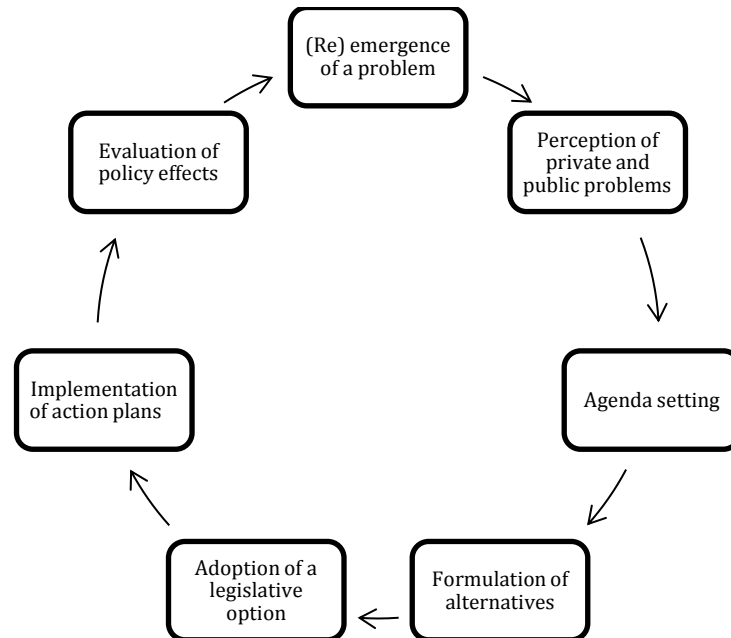 (Re) emergence
of a problem
Perception of
private and
public problems
Agenda setting
Formulation of
alternatives
Adoption of a
legislative
option
Implementation
of action plans
Evaluation of
policy effects